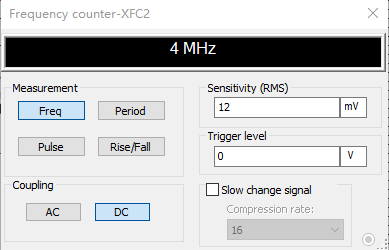 Frequency counter-XFC2
4 MHz
Measurement
Freq Period
Pulse Rise/Fall
Coupling
AC DC
Sensitivity (RMS)
12 mV
Trigger level
0 V
Slow change signal
Compression rate:
16